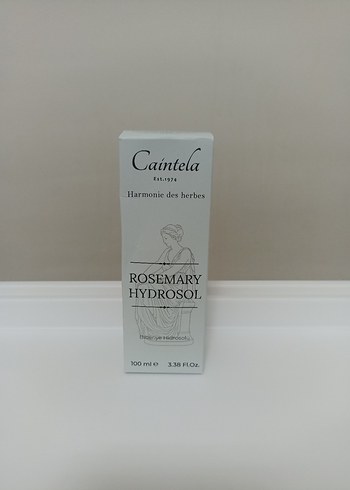 Caintela
Est.1974
Harmonie des herbes
ROSEMARY
HYDROSOL
100 ml ℮ 3.38 Fl.Oz.